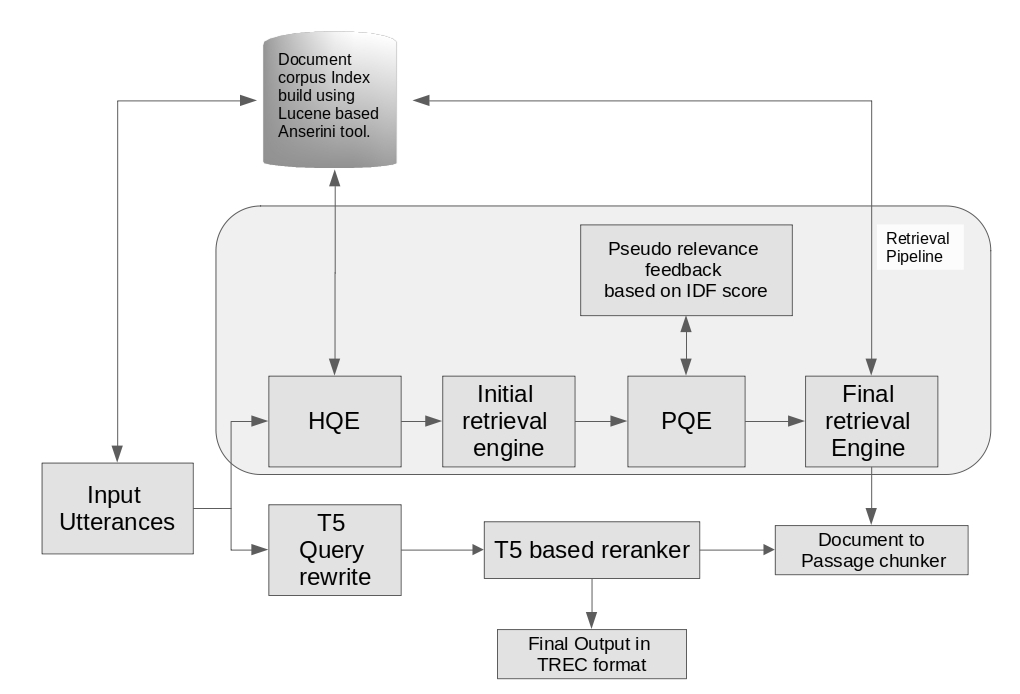 Document
corpus Index
build using
Lucene based
Anserini tool.
Retrieval
Pipeline
Pseudo relevance
feedback
based on IDF score
HQE
Initial
retrieval
engine
PQE
Final
retrieval
Engine
Input
Utterances
T5
Query
rewrite
T5 based reranker
Document to
Passage chunker
Final Output in
TREC format